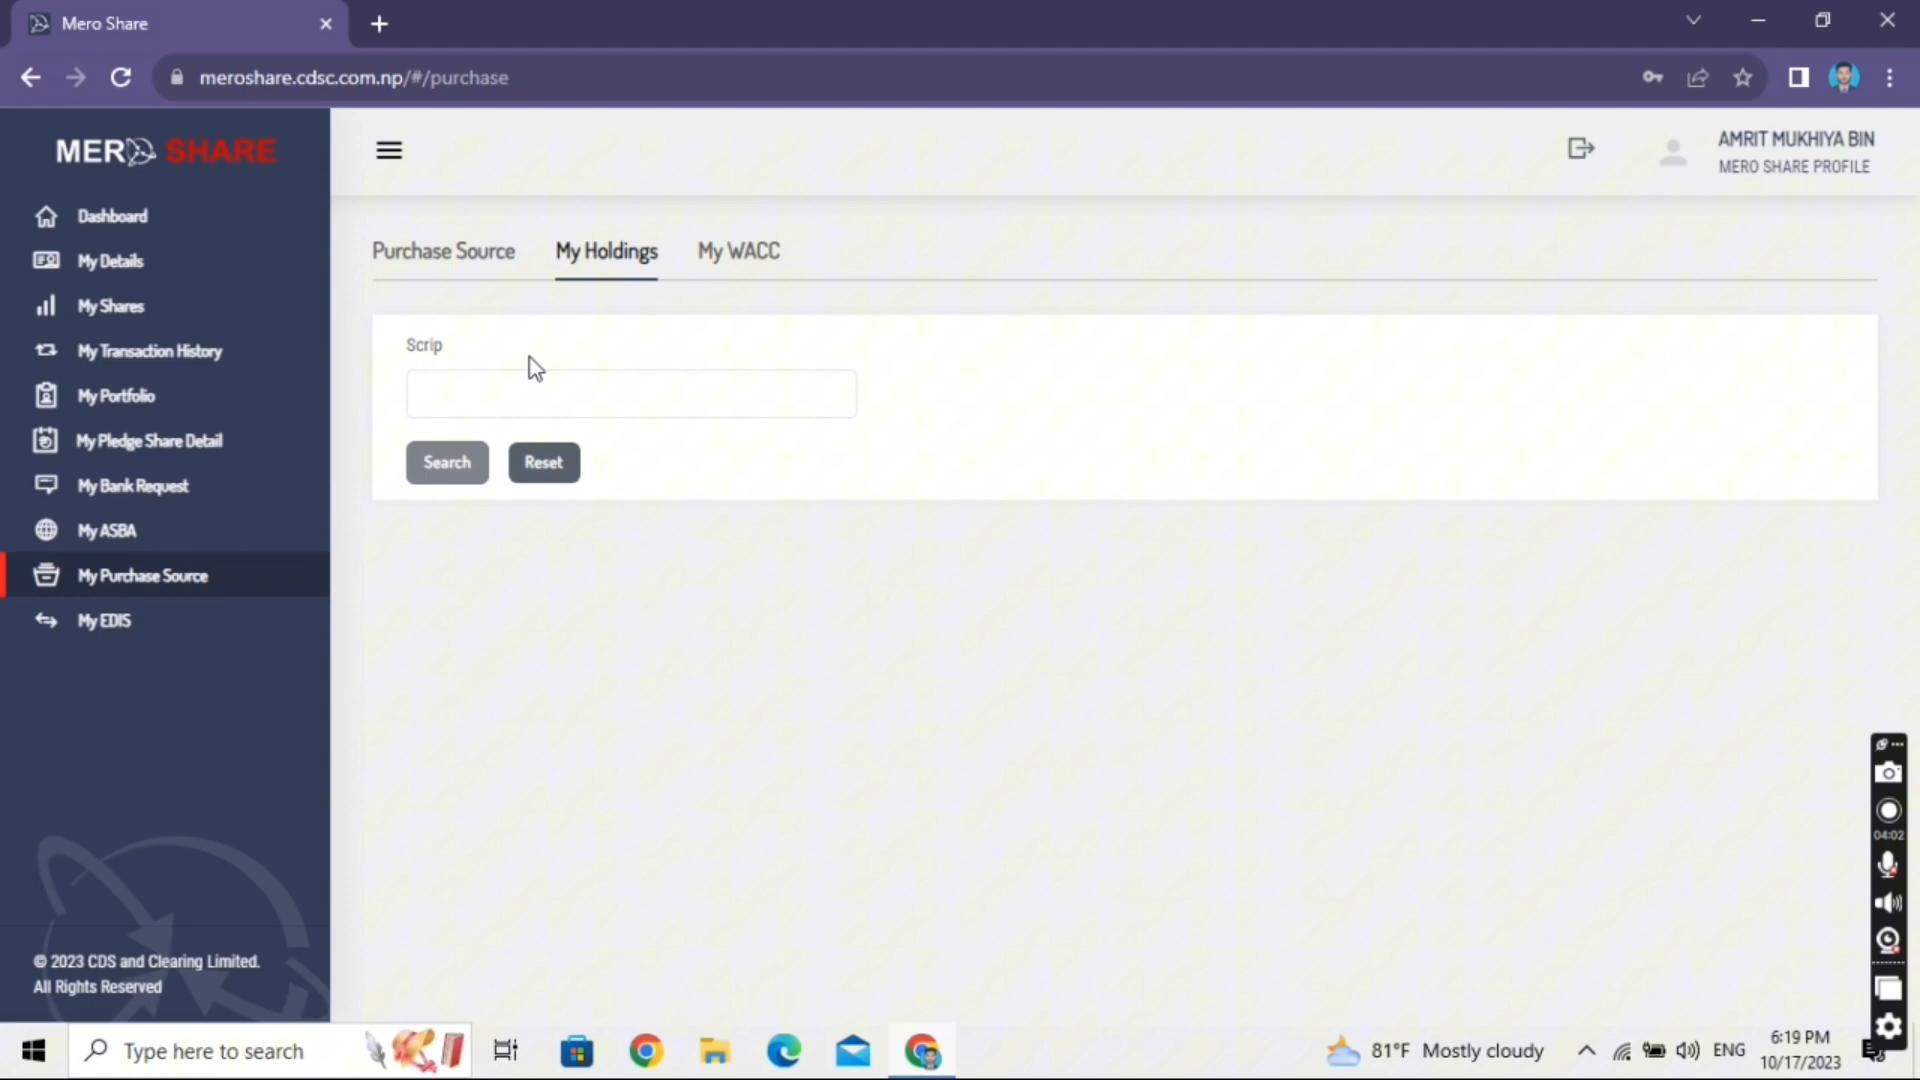 Mero Share
meroshare.cdsc.com.np/#/purchase
MERO SHARE
AMRIT MUKHIYA BIN
MERO SHARE PROFILE
Dashboard
My Details
My Shares
My Transaction History
My Portfolio
My Pledge Share Detail
My Bank Request
My ASBA
My Purchase Source
My EDIS
Purchase Source My Holdings My WACC
Scrip
Search Reset
04:02
© 2023 CDS and Clearing Limited.
All Rights Reserved
Type here to search
81°F Mostly cloudy
ENG
6:19 PM
10/17/2023